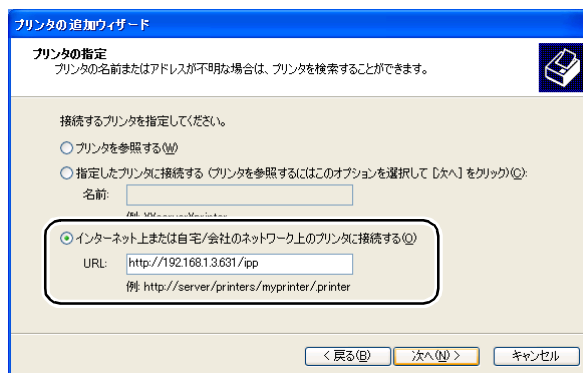 プリンタの追加ウィザード
プリンタの指定
プリンタの名前またはアドレスが不明な場合は、プリンタを検索することができます。
接続するプリンタを指定してください。
プリンタを参照する(W)
指定したプリンタに接続する (プリンタを参照するにはこのオプションを選択して [次へ] をクリック)(C):
名前:
インターネット上または自宅/会社のネットワーク上のプリンタに接続する(O)
URL: http://192.168.1.3.631/ipp
例: http://server/printers/myprinter/.printer
< 戻る(B) 次へ(N) > キャンセル